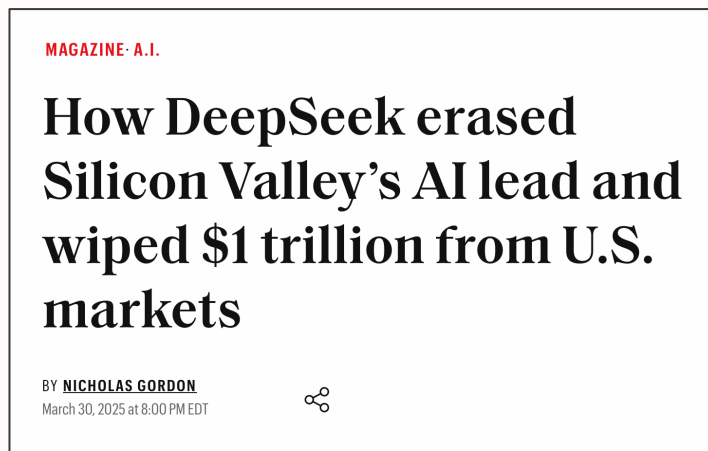 MAGAZINE· A.I.
How DeepSeek erased
Silicon Valley’s AI lead and
wiped $1 trillion from U.S.
markets
BY NICHOLAS GORDON
March 30, 2025 at 8:00 PM EDT